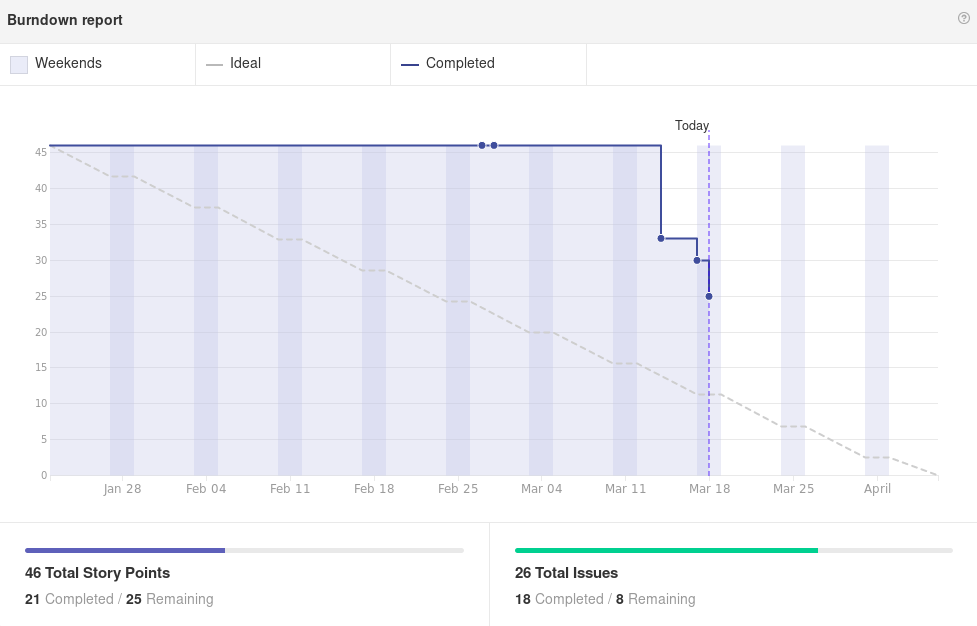 Burndown report
Weekends Ideal Completed
Today
45
40
35
30
25
20
15
10
5
0
Jan 28 Feb 04 Feb 11 Feb 18 Feb 25 Mar 04 Mar 11 Mar 18 Mar 25 April
46 Total Story Points
21 Completed / 25 Remaining
26 Total Issues
18 Completed / 8 Remaining